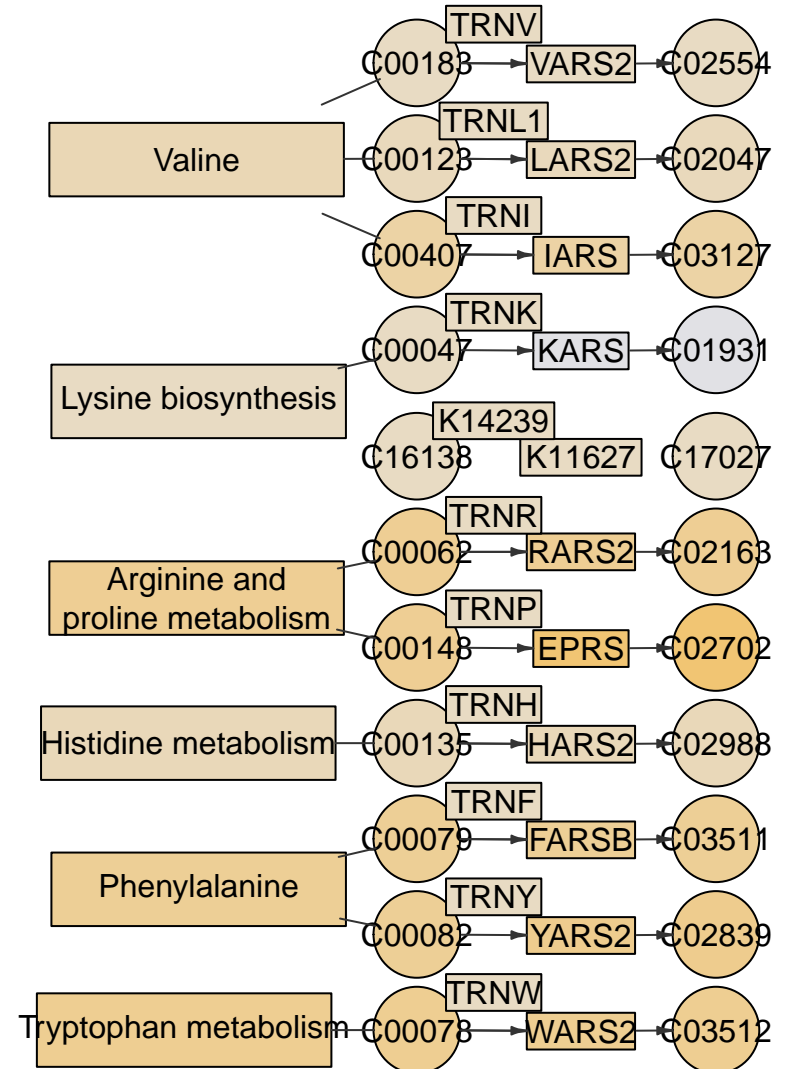 TRNV
C00183
VARS2
C02554
Valine
TRNL1
C00123
LARS2
C02047
TRNI
C00407
IARS
C03127
TRNK
C00047
KARS
C01931
Lysine biosynthesis
K14239
C16138
K11627
C17027
TRNR
C00062
RARS2
C02163
Arginine and
proline metabolism
TRNP
C00148
EPRS
C02702
TRNH
Histidine metabolism
C00135
HARS2
C02988
TRNF
C00079
FARSB
C03511
Phenylalanine
TRNY
C00082
YARS2
C02839
TRNW
Tryptophan metabolism
C00078
WARS2
C03512